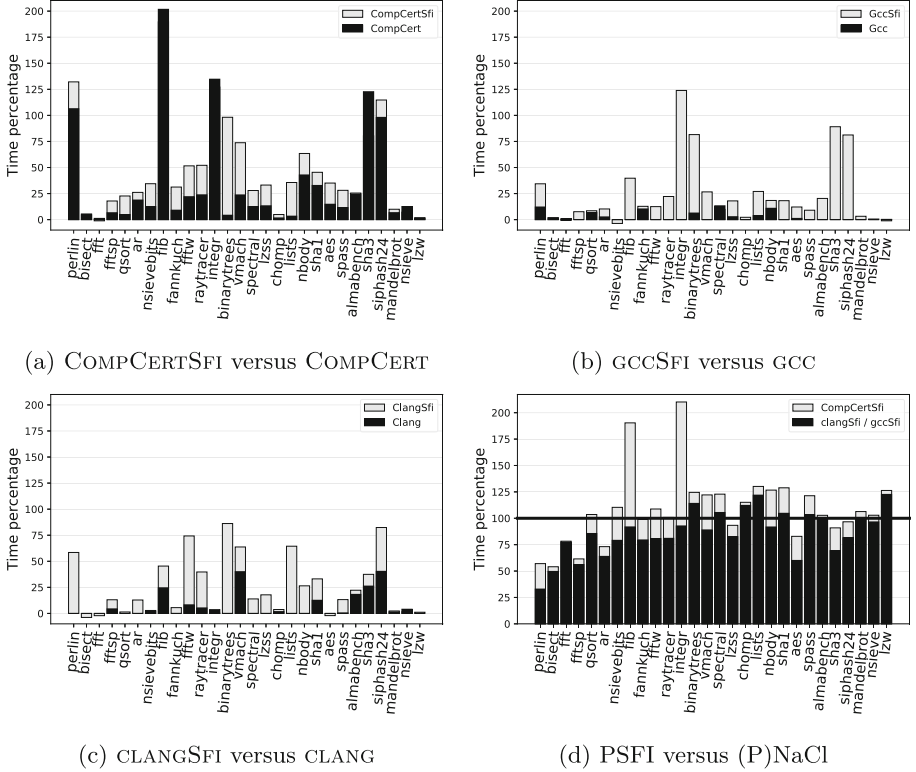 200
175
150
125
100
75
50
25
0
Time percentage
CompCertSfi
CompCert
perlin
bisect
fft
fftsp
qsort
ar
nsievebits
fib
fannkuch
fftw
raytracer
integr
binarytrees
vmach
spectral
lzss
chomp
lists
nbody
sha1
aes
spass
almabench
sha3
siphash24
mandelbrot
nsieve
lzw
(a) COMPCERTSFI versus COMPCERT
200
175
150
125
100
75
50
25
0
Time percentage
GccSfi
Gcc
perlin
bisect
fft
fftsp
qsort
ar
nsievebits
fib
fannkuch
fftw
raytracer
integr
binarytrees
vmach
spectral
lzss
chomp
lists
nbody
sha1
aes
spass
almabench
sha3
siphash24
mandelbrot
nsieve
lzw
(b) GCCSFI versus GCC
200
175
150
125
100
75
50
25
0
Time percentage
ClangSfi
Clang
perlin
bisect
fft
fftsp
qsort
ar
nsievebits
fib
fannkuch
fftw
raytracer
integr
binarytrees
vmach
spectral
lzss
chomp
lists
nbody
sha1
aes
spass
almabench
sha3
siphash24
mandelbrot
nsieve
lzw
(c) CLANGSFI versus CLANG
200
175
150
125
100
75
50
25
0
Time percentage
CompCertSfi
clangSfi / gccSfi
perlin
bisect
fft
fftsp
qsort
ar
nsievebits
fib
fannkuch
fftw
raytracer
integr
binarytrees
vmach
spectral
lzss
chomp
lists
nbody
sha1
aes
spass
almabench
sha3
siphash24
mandelbrot
nsieve
lzw
(d) PSFI versus (P)NaCl